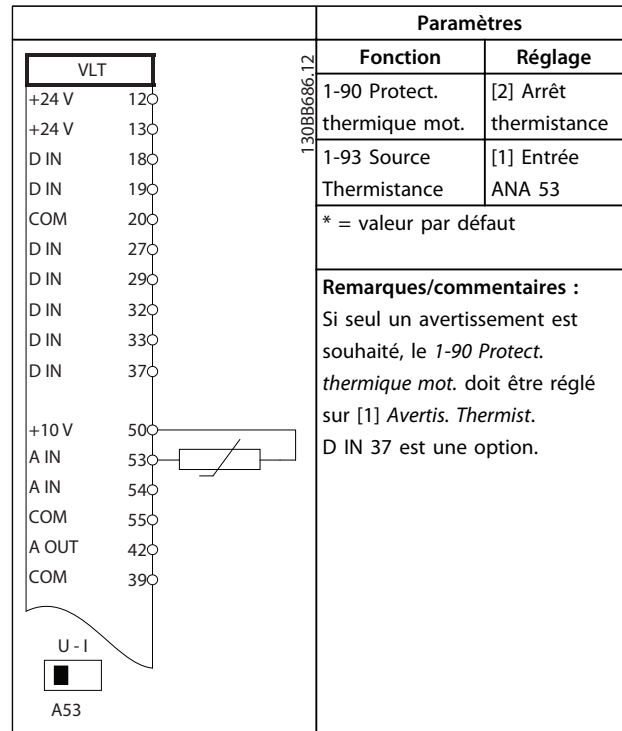 VLT
+24 V 12
+24 V 13
D IN 18
D IN 19
COM 20
D IN 27
D IN 29
D IN 32
D IN 33
D IN 37
+10 V 50
A IN 53
A IN 54
COM 55
A OUT 42
COM 39
U - I
A53
130BB686.12
Paramètres
Fonction Réglage
1-90 Protect. thermique mot. [2] Arrêt thermistance
1-93 Source Thermistance [1] Entrée ANA 53
* = valeur par défaut
Remarques/commentaires :
Si seul un avertissement est
souhaité, le 1-90 Protect.
thermique mot. doit être réglé
sur [1] Avertis. Thermist.
D IN 37 est une option.